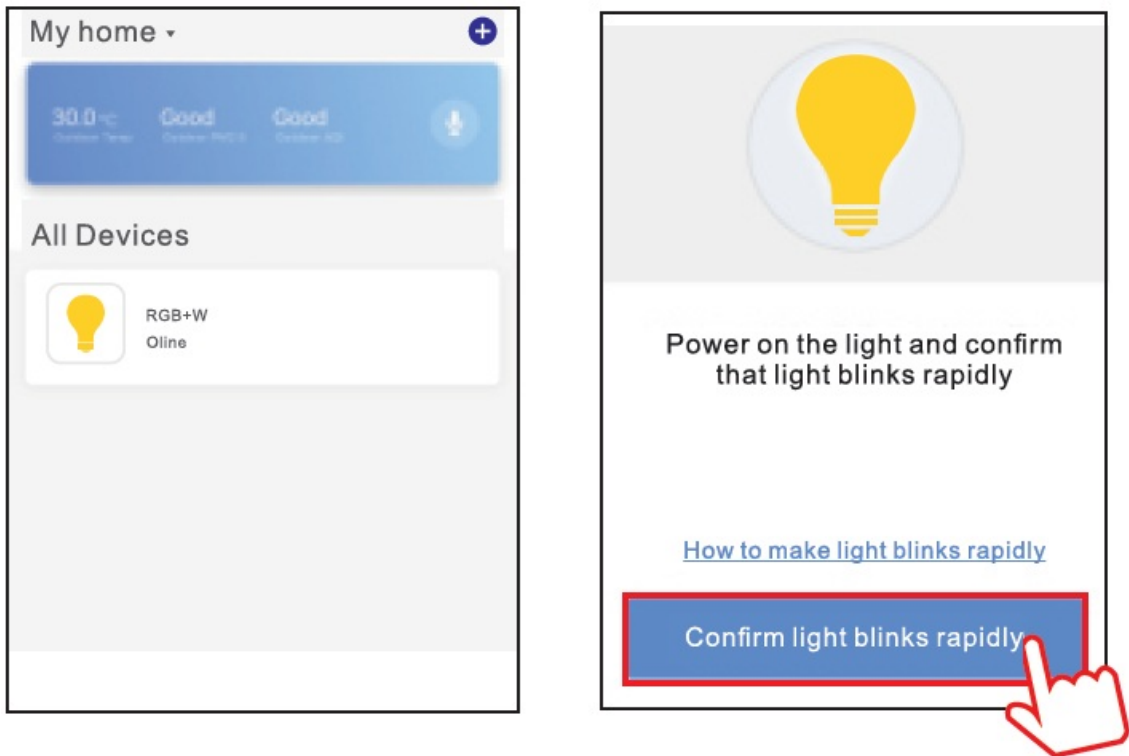 My home
30.0 °C Good Good
All Devices
RGB+W
Oline
Power on the light and confirm
that light blinks rapidly
How to make light blinks rapidly
Confirm light blinks rapidly